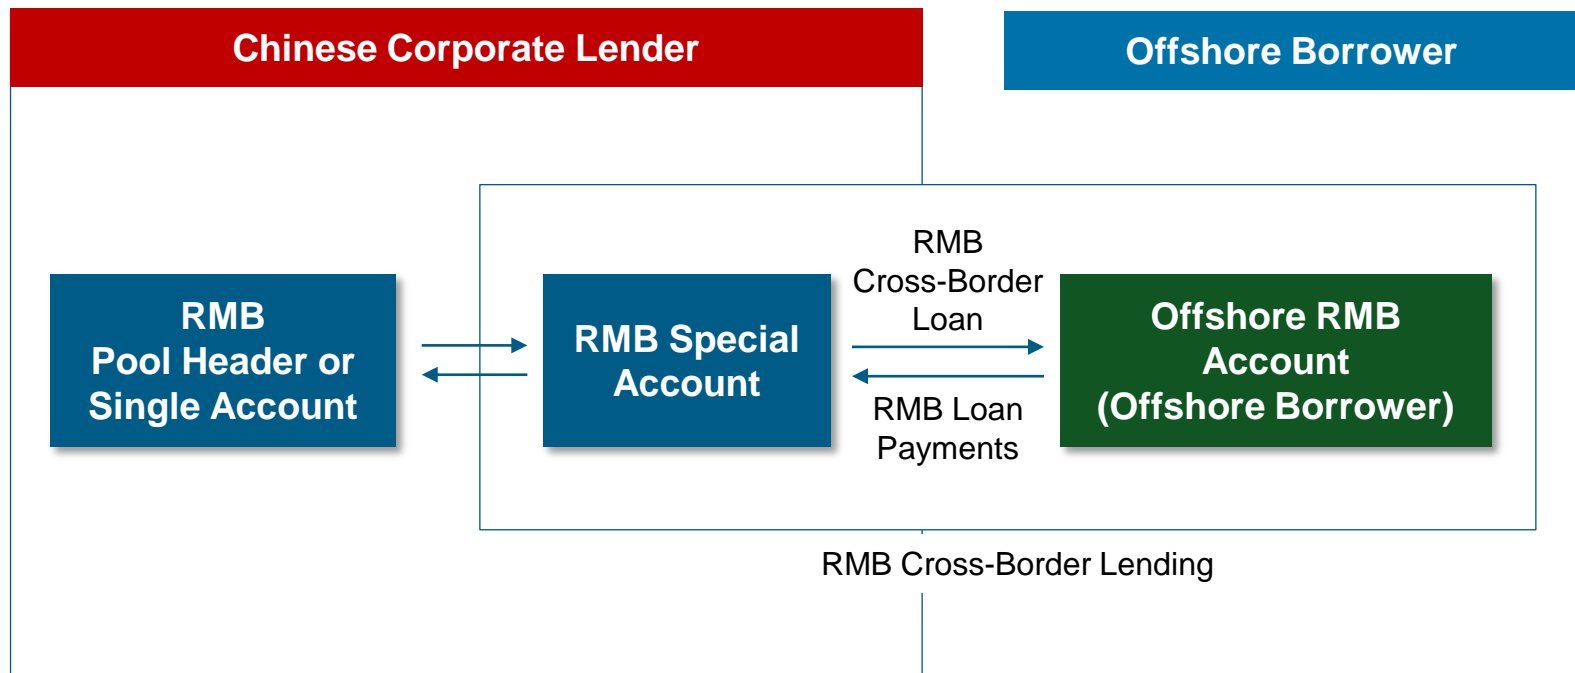 Chinese Corporate Lender
Offshore Borrower
RMB
Pool Header or
Single Account
RMB Special
Account
RMB
Cross-Border
Loan
RMB Loan
Payments
Offshore RMB
Account
(Offshore Borrower)
RMB Cross-Border Lending